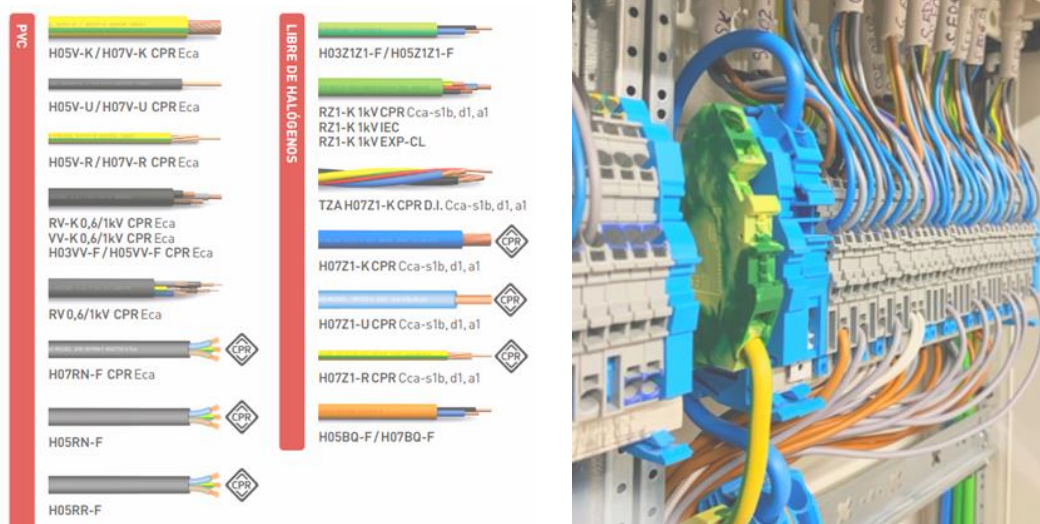 PVC
H05V-K/H07V-K CPR Eca
H05V-U/H07V-U CPR Eca
H05V-R/H07V-R CPR Eca
RV-K 0,6/1kV CPR Eca
VV-K 0,6/1kV CPR Eca
H03VV-F/H05VV-F CPR Eca
RV 0,6/1kV CPR Eca
H07RN-F CPR Eca
CPR
H05RN-F
CPR
H05RR-F
CPR
LIBRE DE HALÓGENOS
H03Z1Z1-F/H05Z1Z1-F
RZ1-K 1kV CPR Cca-s1b, d1, a1
RZ1-K 1kV IEC
RZ1-K 1kV EXP-CL
TZA H07Z1-K CPR D.I. Cca-s1b, d1, a1
H07Z1-K CPR Cca-s1b, d1, a1
CPR
H07Z1-U CPR Cca-s1b, d1, a1
CPR
H07Z1-R CPR Cca-s1b, d1, a1
CPR
H05BQ-F/H07BQ-F